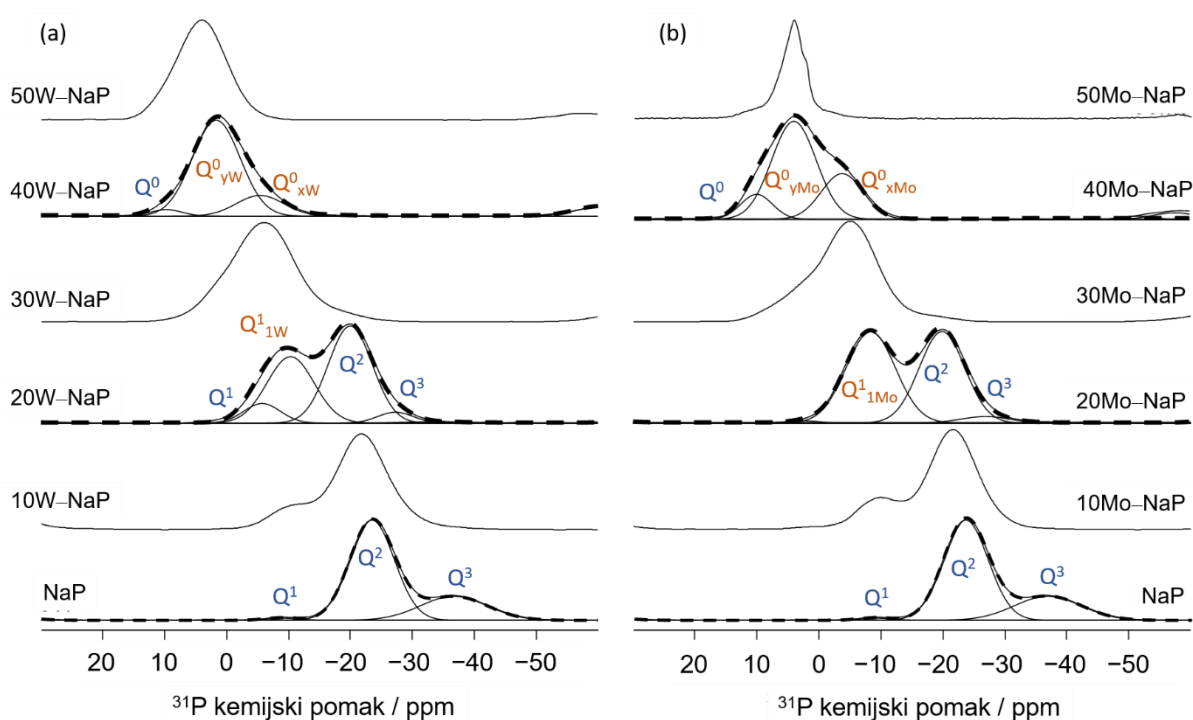 (a)
50W–NaP
40W–NaP
Q⁰
Q⁰yW
Q⁰xW
30W–NaP
20W–NaP
Q¹
Q¹1W
Q²
Q³
10W–NaP
NaP
Q¹
Q²
Q³
20 0 −10 −20 −30 −40 −50
³¹P kemijski pomak / ppm
(b)
50Mo–NaP
40Mo–NaP
Q⁰
Q⁰yMo
Q⁰xMo
30Mo–NaP
20Mo–NaP
Q¹1Mo
Q²
Q³
10Mo–NaP
NaP
Q¹
Q²
Q³
20 10 0 −10 −20 −30 −40 −50
³¹P kemijski pomak / ppm